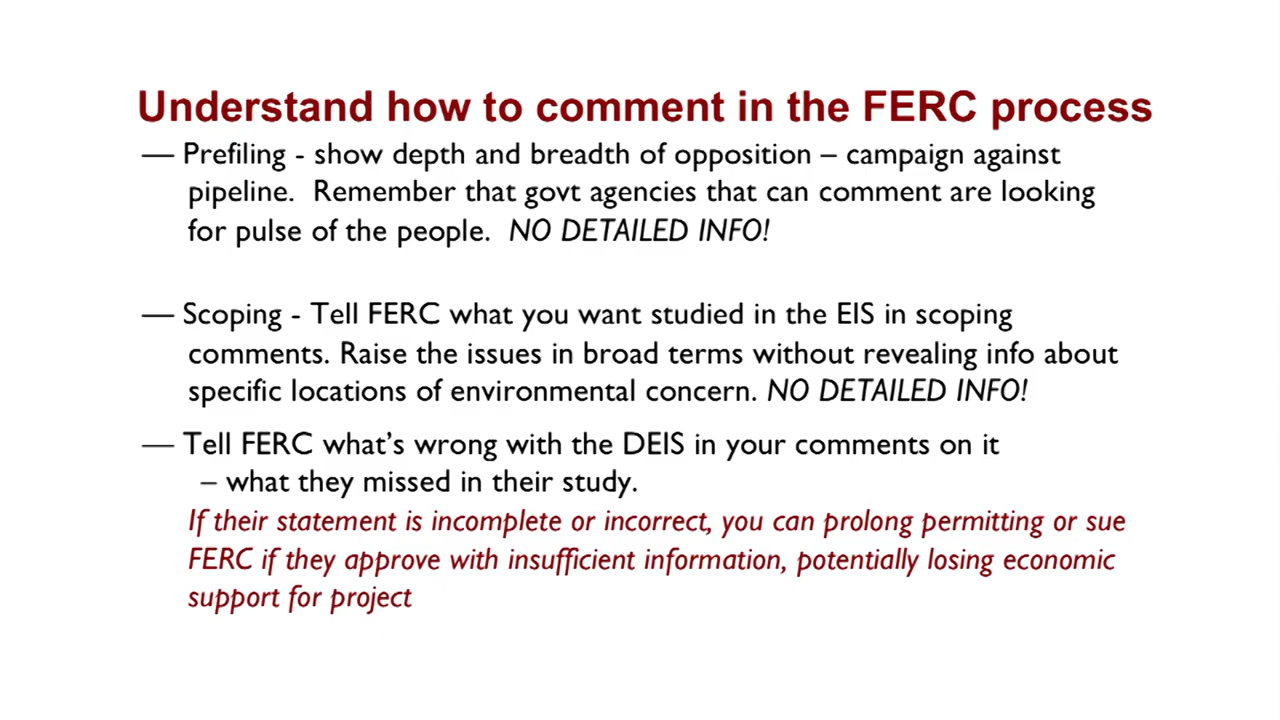 Understand how to comment in the FERC process
— Prefiling - show depth and breadth of opposition – campaign against
pipeline.  Remember that govt agencies that can comment are looking
for pulse of the people.  NO DETAILED INFO!
— Scoping - Tell FERC what you want studied in the EIS in scoping
comments. Raise the issues in broad terms without revealing info about
specific locations of environmental concern. NO DETAILED INFO!
— Tell FERC what’s wrong with the DEIS in your comments on it
– what they missed in their study.
If their statement is incomplete or incorrect, you can prolong permitting or sue
FERC if they approve with insufficient information, potentially losing economic
support for project